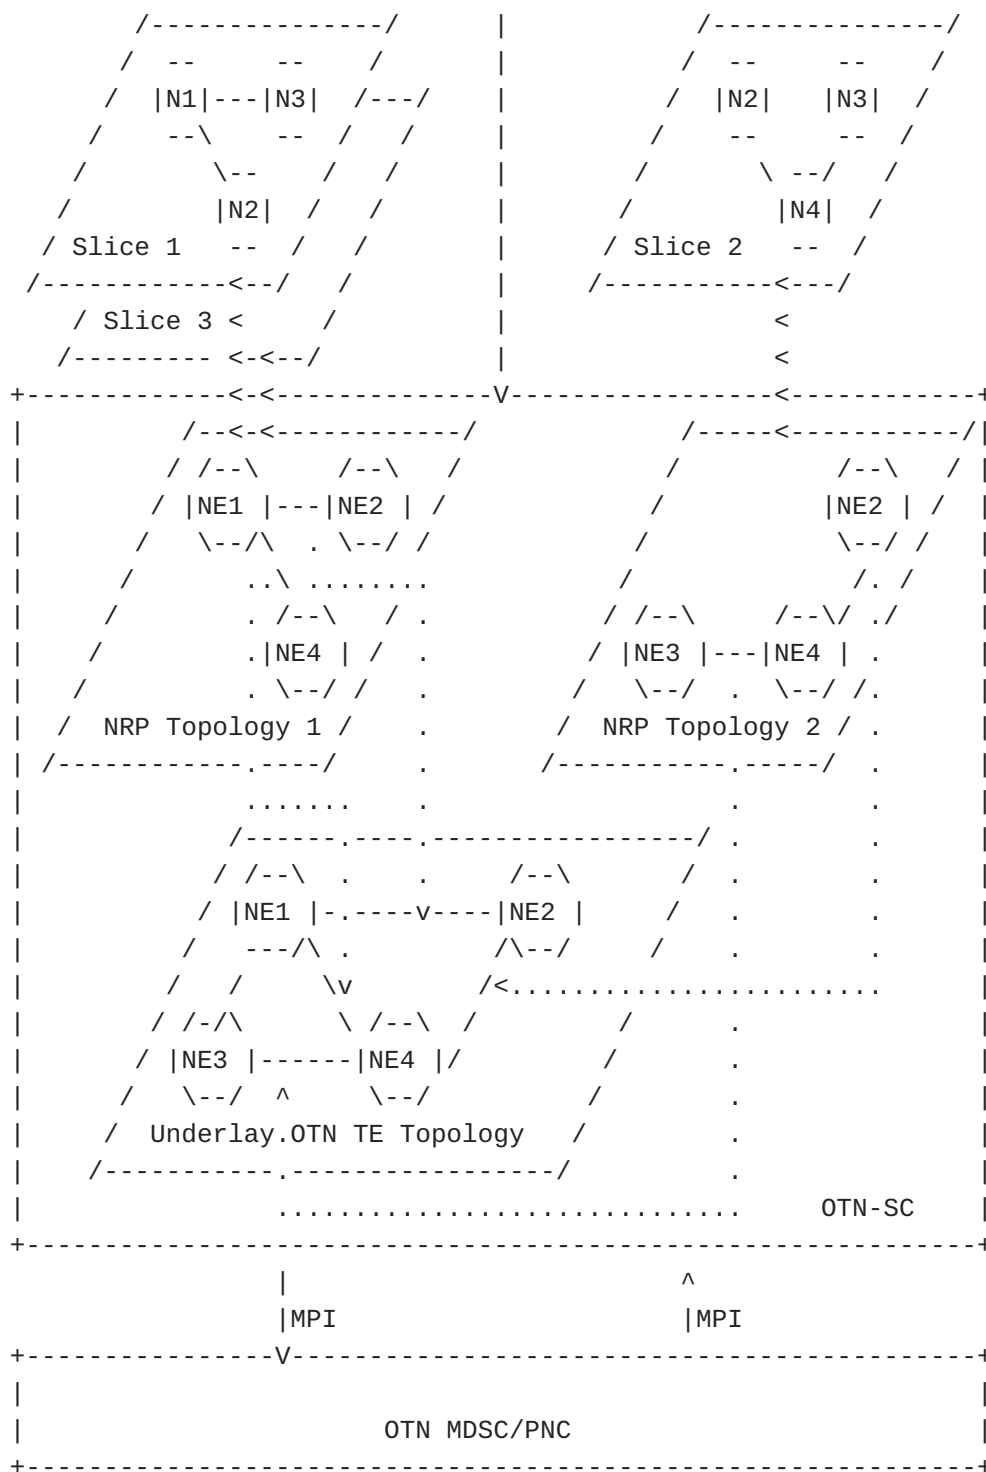 N1 N3 N2 N3
N2 N4
Slice 1 Slice 2
Slice 3
NE1 NE2 NE2
NE4 NE3 NE4
NRP Topology 1 NRP Topology 2
NE1 NE2
NE3 NE4
Underlay.OTN TE Topology
OTN-SC
MPI MPI
OTN MDSC/PNC